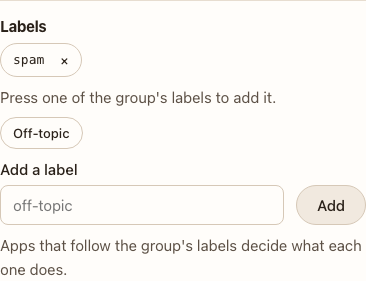 Labels
spam ×
Press one of the group's labels to add it.
Off-topic
Add a label
off-topic
Add
Apps that follow the group's labels decide what each
one does.